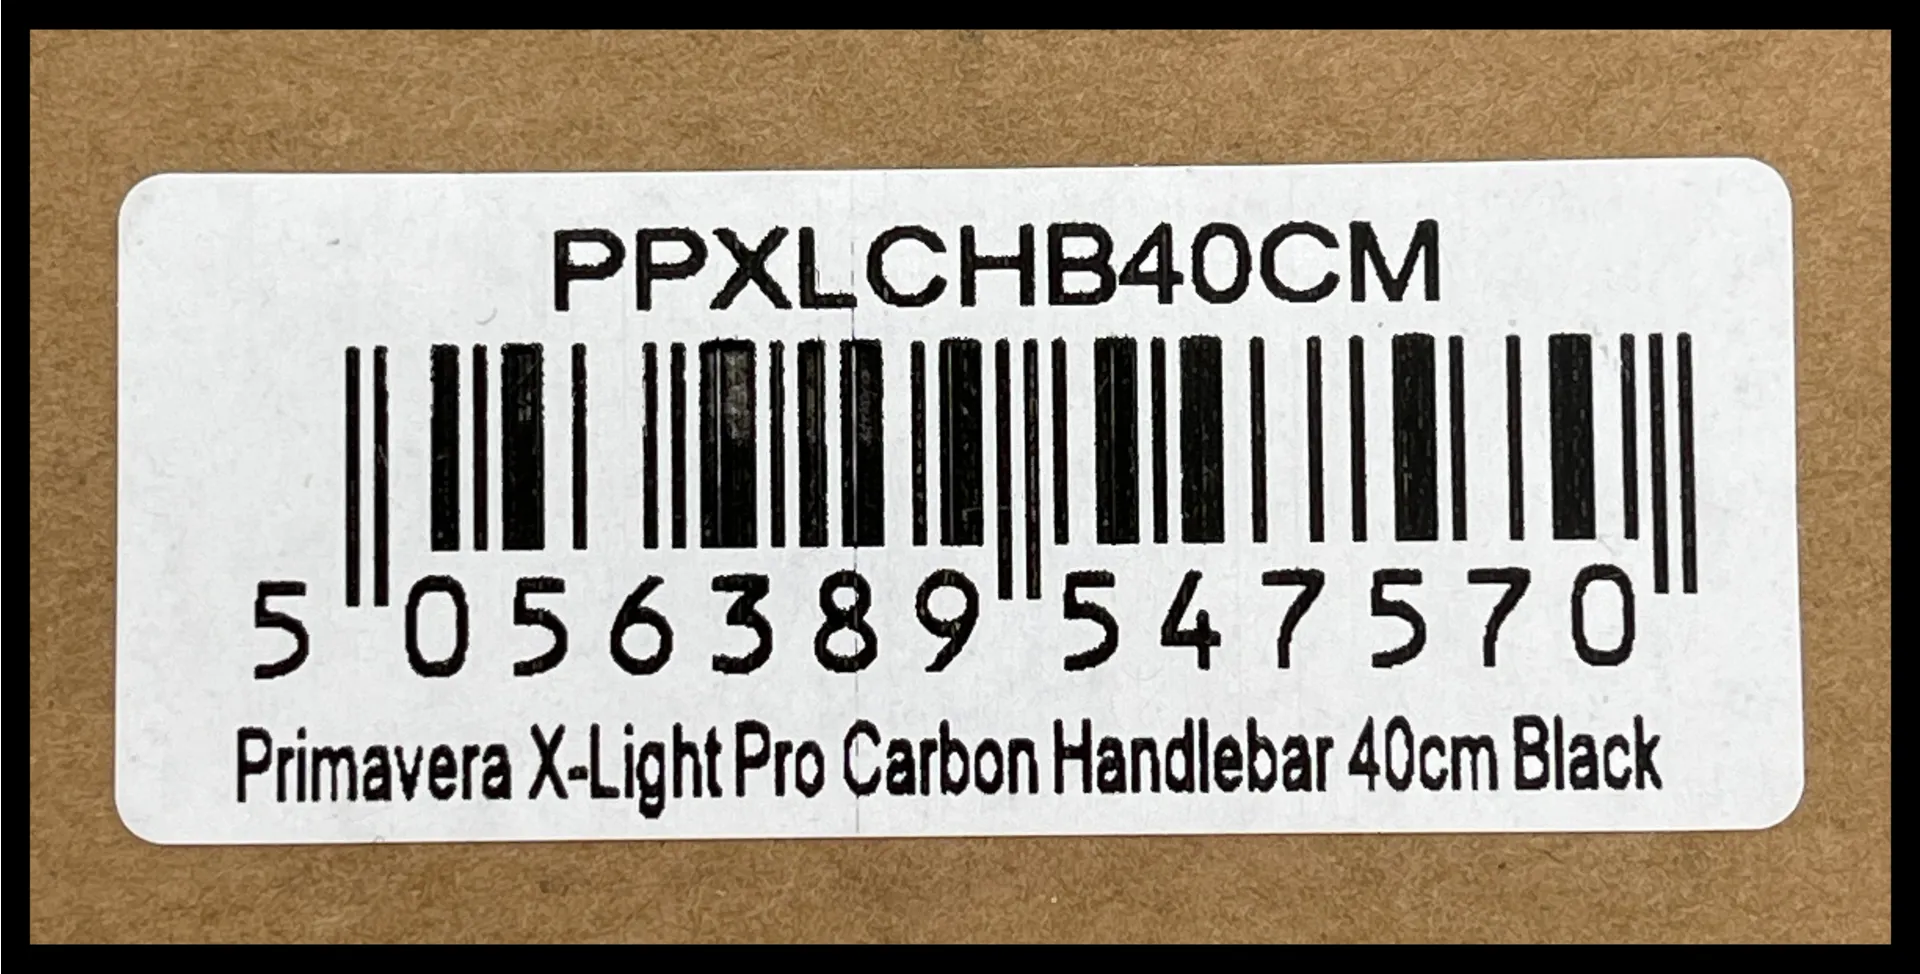 PPXLCHB40CM
5 056389 547570
Primavera X-Light Pro Carbon Handlebar 40cm Black